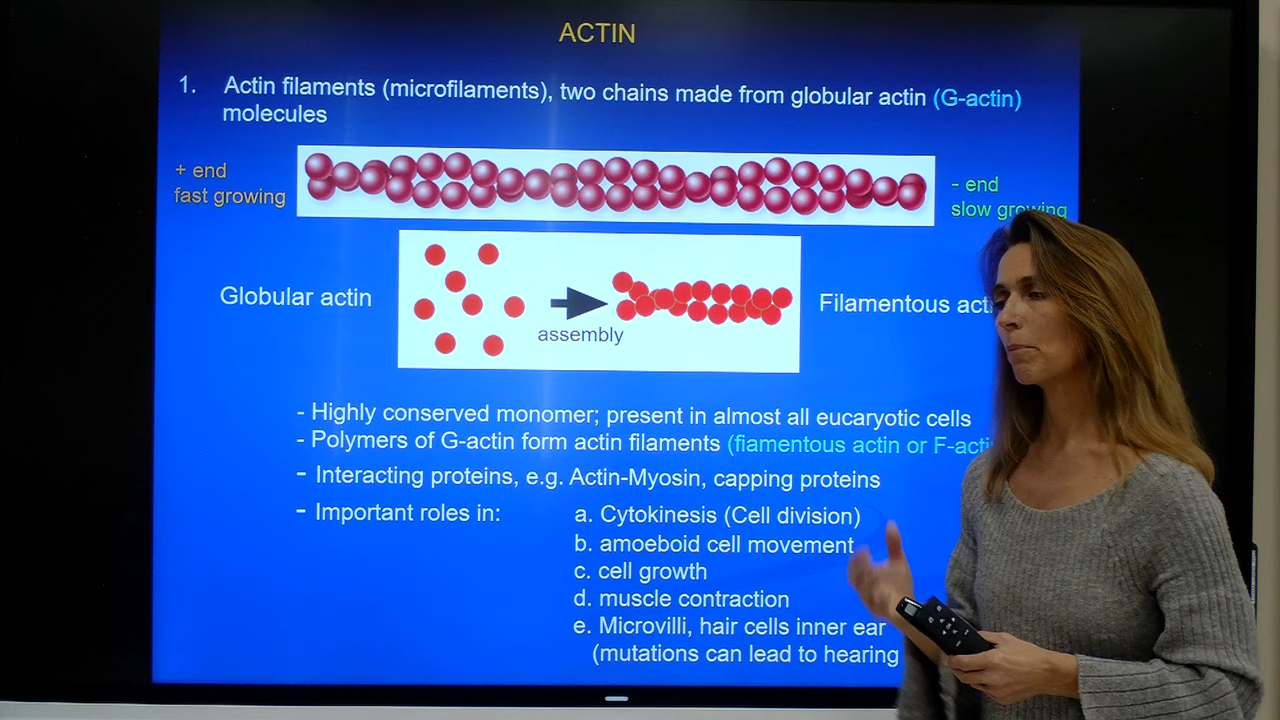 ACTIN
1. Actin filaments (microfilaments), two chains made from globular actin (G-actin)
molecules
+ end
fast growing
- end
slow growing
Globular actin
assembly
Filamentous
- Highly conserved monomer; present in almost all eucaryotic cells
- Polymers of G-actin form actin filaments (fiamentous actin or
- Interacting proteins, e.g. Actin-Myosin, capping proteins
- Important roles in: a. Cytokinesis (Cell division)
b. amoeboid cell movement
c. cell growth
d. muscle contraction
e. Microvilli, hair cells inner ear
(mutations can lead to hearing